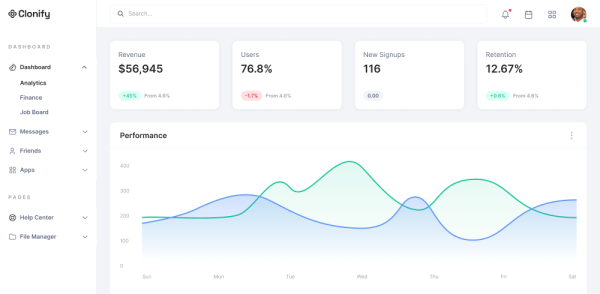 Clonify
Search...
DASHBOARD
Dashboard
Analytics
Finance
Job Board
Messages
Friends
Apps
PAGES
Help Center
File Manager
Revenue
$56,945
+45% From 4.6%
Users
76.8%
-1.7% From 4.6%
New Signups
116
0.00
Retention
12.67%
+0.6% From 4.6%
Performance
400
300
200
100
0
Sun Mon Tue Wed Thu Fri Sat